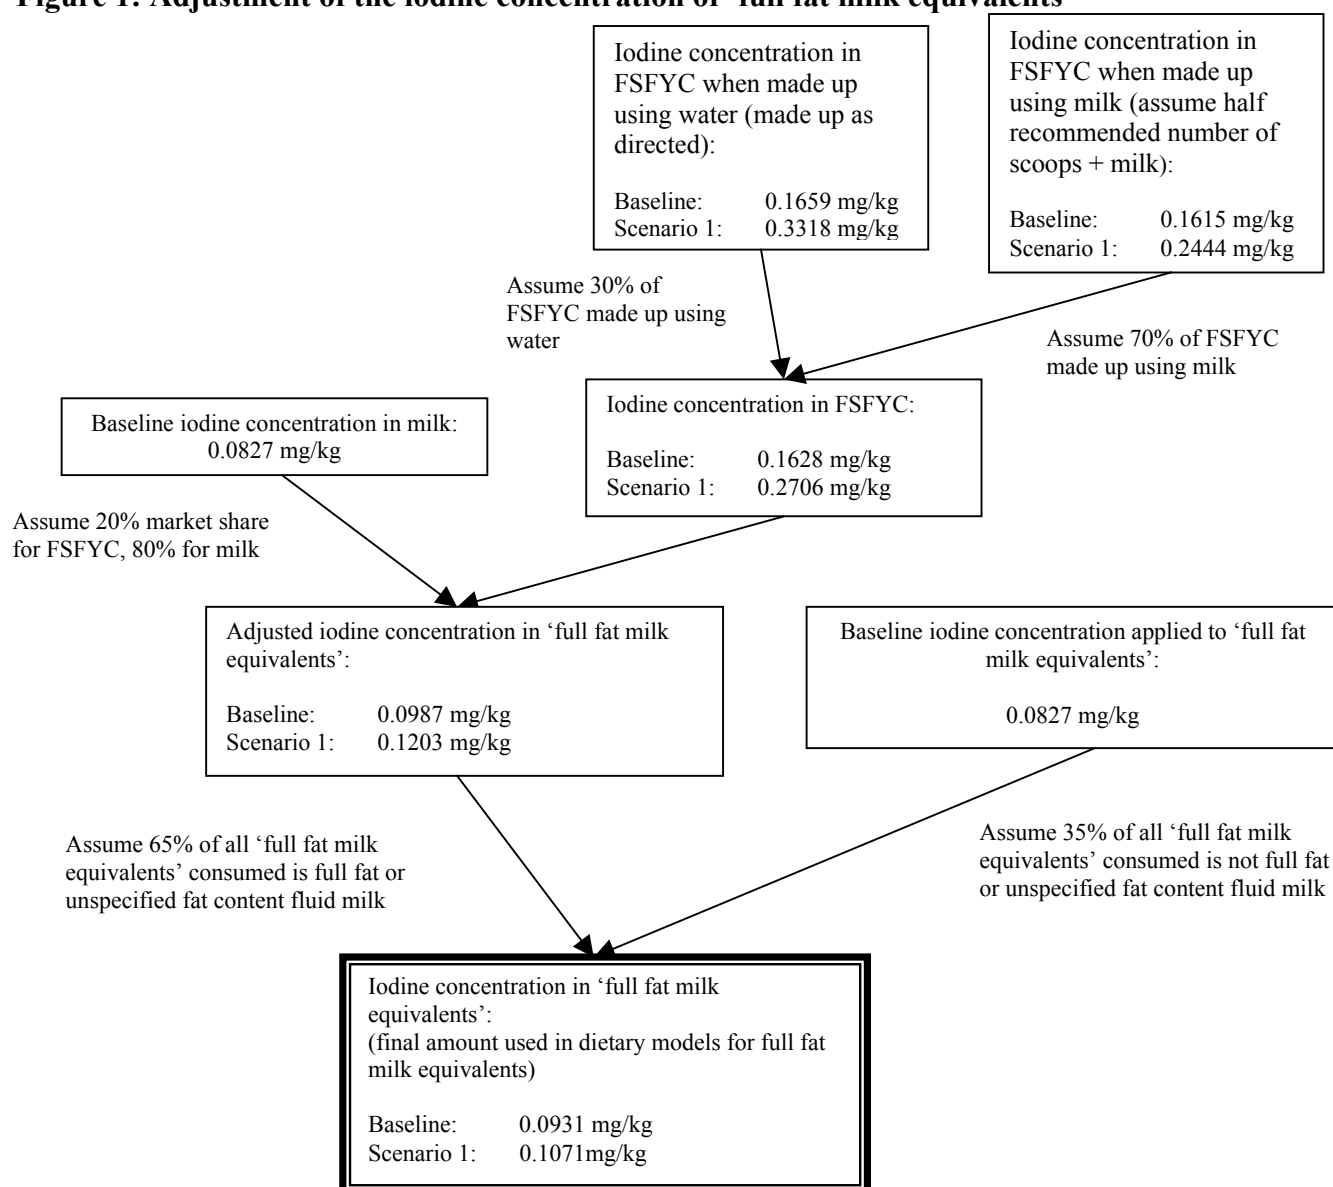 Figure 1: Adjustment of the iodine concentration of ‘full fat milk equivalents’
Iodine concentration in
FSFYC when made up
using water (made up as
directed):
Baseline: 0.1659 mg/kg
Scenario 1: 0.3318 mg/kg
Iodine concentration in
FSFYC when made up
using milk (assume half
recommended number of
scoops + milk):
Baseline: 0.1615 mg/kg
Scenario 1: 0.2444 mg/kg
Assume 30% of
FSFYC made up using
water
Assume 70% of FSFYC
made up using milk
Baseline iodine concentration in milk:
0.0827 mg/kg
Iodine concentration in FSFYC:
Baseline: 0.1628 mg/kg
Scenario 1: 0.2706 mg/kg
Assume 20% market share
for FSFYC, 80% for milk
Adjusted iodine concentration in ‘full fat milk
equivalents’:
Baseline: 0.0987 mg/kg
Scenario 1: 0.1203 mg/kg
Baseline iodine concentration applied to ‘full fat
milk equivalents’:
0.0827 mg/kg
Assume 65% of all ‘full fat milk
equivalents’ consumed is full fat or
unspecified fat content fluid milk
Assume 35% of all ‘full fat milk
equivalents’ consumed is not full fat
or unspecified fat content fluid milk
Iodine concentration in ‘full fat milk
equivalents’:
(final amount used in dietary models for full fat
milk equivalents)
Baseline: 0.0931 mg/kg
Scenario 1: 0.1071mg/kg